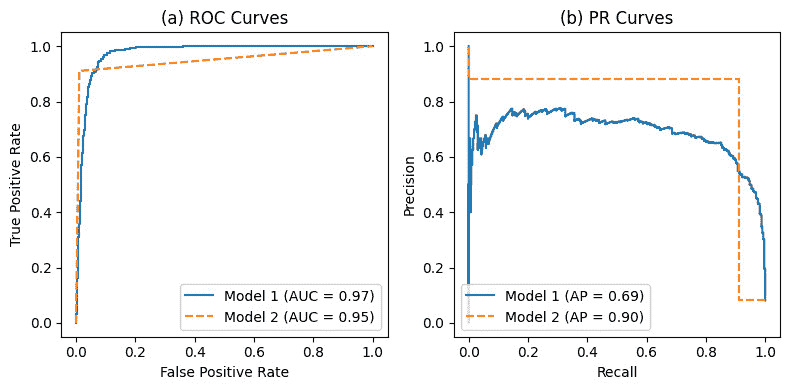 (a) ROC Curves
True Positive Rate
1.0
0.8
0.6
0.4
0.2
0.0
Model 1 (AUC = 0.97)
Model 2 (AUC = 0.95)
0.0 0.2 0.4 0.6 0.8 1.0
False Positive Rate
(b) PR Curves
Precision
1.0
0.8
0.6
0.4
0.2
0.0
Model 1 (AP = 0.69)
Model 2 (AP = 0.90)
0.0 0.2 0.4 0.6 0.8 1.0
Recall